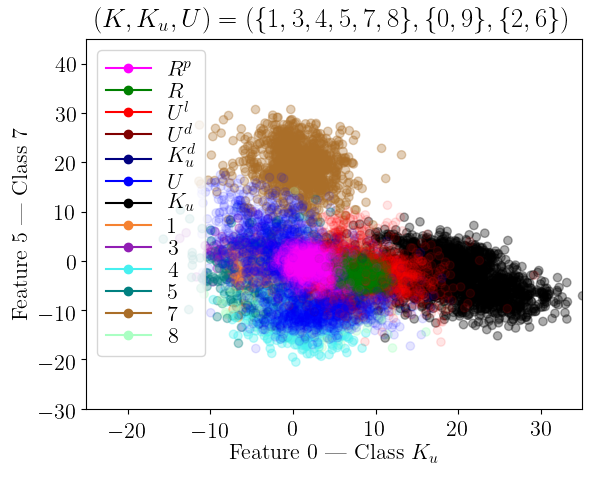 (K, K_u, U) = ({1, 3, 4, 5, 7, 8}, {0, 9}, {2, 6})
Feature 5 — Class 7
40
30
20
10
0
−10
−20
−30
R^p
R
U^l
U^d
K_u^d
U
K_u
1
3
4
5
7
8
−20
−10
0
10
20
30
Feature 0 — Class K_u